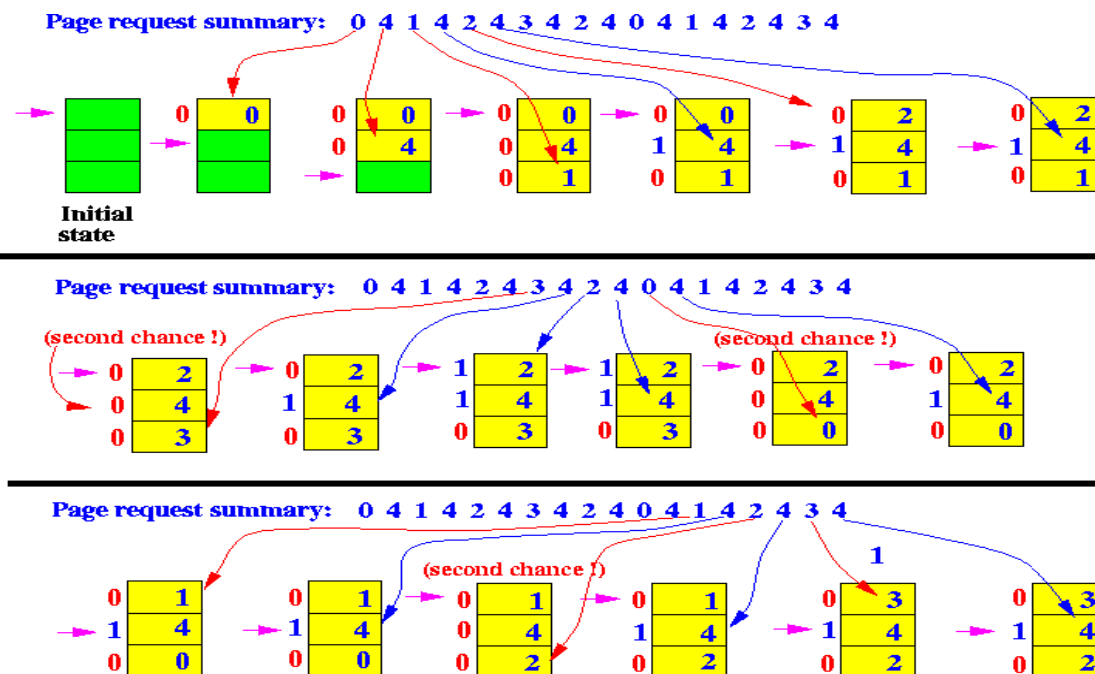 Page request summary: 0 4 1 4 2 4 3 4 2 4 0 4 1 4 2 4 3 4
0 0 0 0 0 0 0 0 0 2 0 2
0 4 0 4 1 4 1 4 1 4
0 1 0 1 0 1 0 1
Initial
state
Page request summary: 0 4 1 4 2 4 3 4 2 4 0 4 1 4 2 4 3 4
(second chance !) (second chance !)
0 2 0 2 1 2 1 2 0 2 0 2
0 4 1 4 1 4 1 4 0 4 1 4
0 3 0 3 0 3 0 3 0 0 0 0
Page request summary: 0 4 1 4 2 4 3 4 2 4 0 4 1 4 2 4 3 4
1
(second chance !)
0 1 0 1 0 1 0 1 0 3 0 3
1 4 1 4 0 4 1 4 1 4 1 4
0 0 0 0 0 2 0 2 0 2 0 2